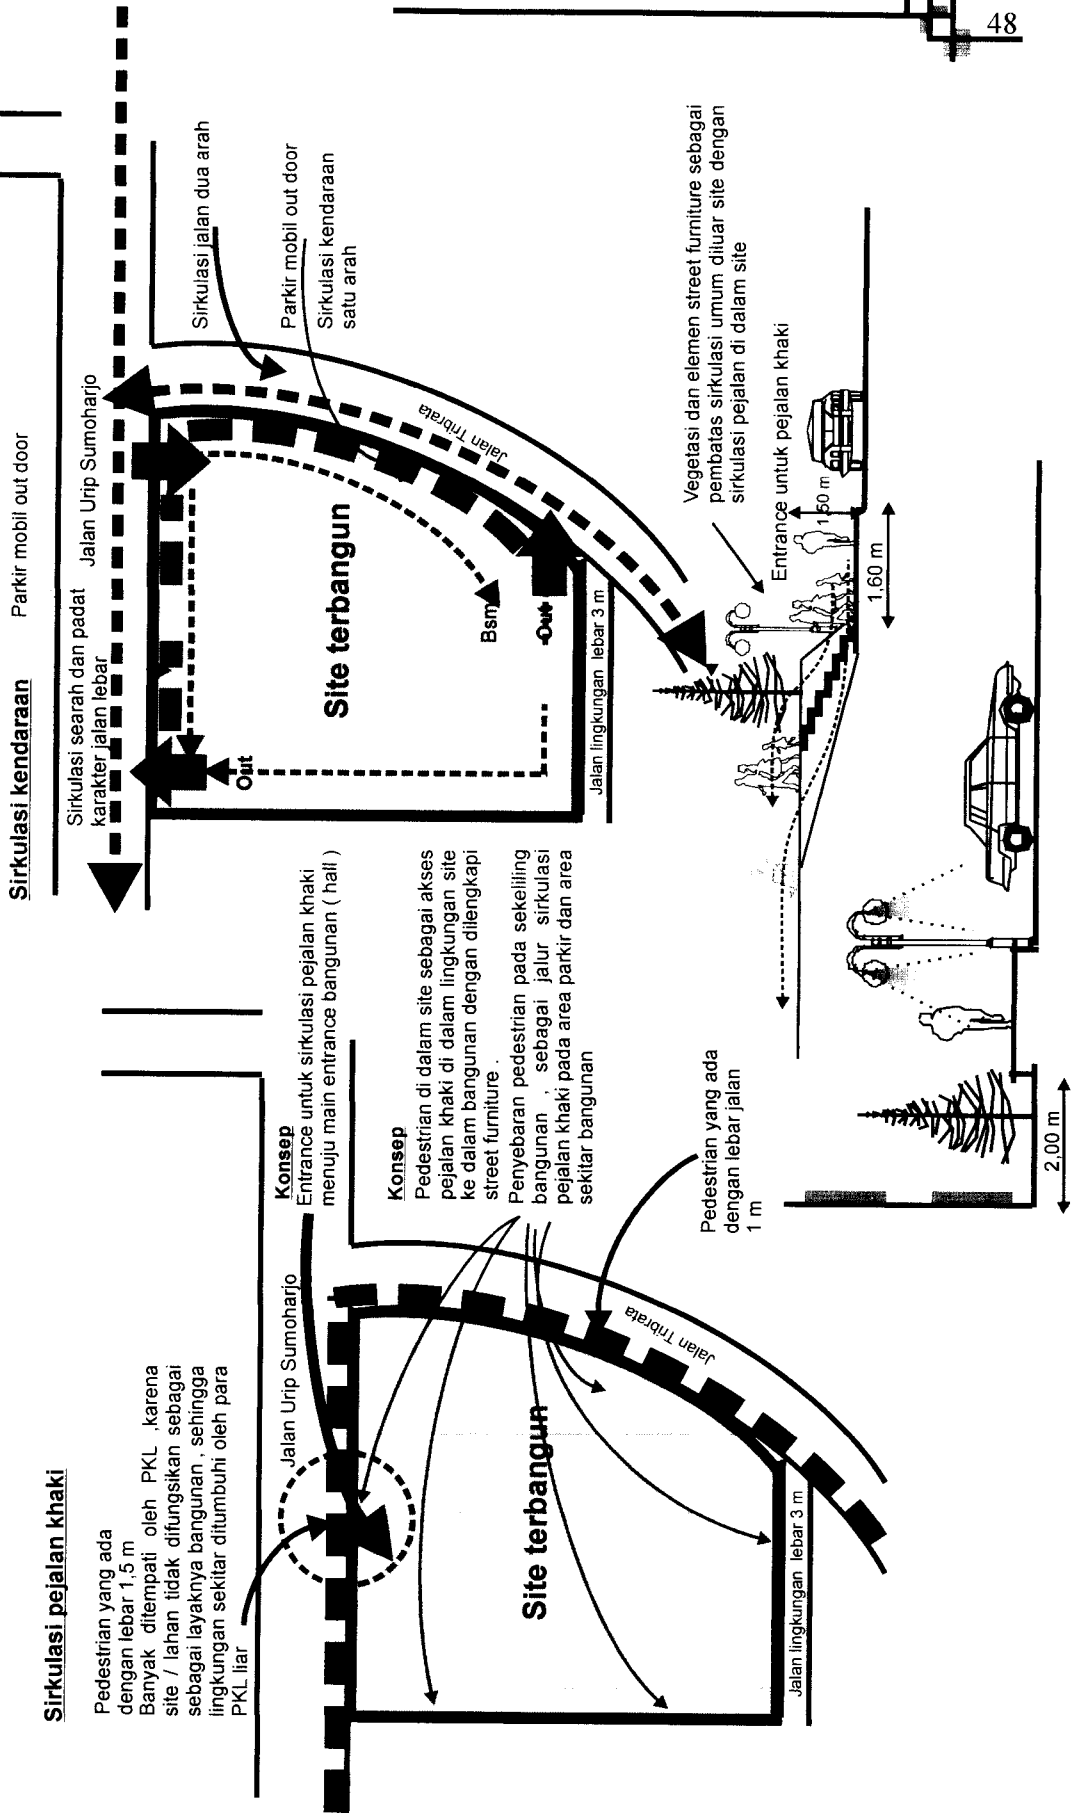 48
Sirkulasi pejalan khaki
Pedestrian yang ada
dengan lebar 1,5 m
Banyak ditempati oleh PKL ,karena
site / lahan tidak difungsikan sebagai
sebagai layaknya bangunan , sehingga
lingkungan sekitar ditumbuhi oleh para
PKL liar
Jalan Urip Sumoharjo
Konsep
Entrance untuk sirkulasi pejalan khaki
menuju main entrance bangunan ( hall )
Konsep
Pedestrian di dalam site sebagai akses
pejalan khaki di dalam lingkungan site
ke dalam bangunan dengan dilengkapi
street furniture .
Penyebaran pedestrian pada sekeliling
bangunan , sebagai jalur sirkulasi
pejalan khaki pada area parkir dan area
sekitar bangunan
Site terbangun
Jalan Tribrata
Pedestrian yang ada
dengan lebar jalan
1 m
Jalan lingkungan lebar 3 m
2,00 m
Sirkulasi kendaraan
Parkir mobil out door
Sirkulasi searah dan padat
karakter jalan lebar
Jalan Urip Sumoharjo
Sirkulasi jalan dua arah
Parkir mobil out door
Sirkulasi kendaraan
satu arah
Out
Site terbangun
Jalan Tribrata
Bsm
Out
Jalan lingkungan lebar 3 m
Vegetasi dan elemen street furniture sebagai
pembatas sirkulasi umum diluar site dengan
sirkulasi pejalan di dalam site
Entrance untuk pejalan khaki
1,50 m
1,60 m